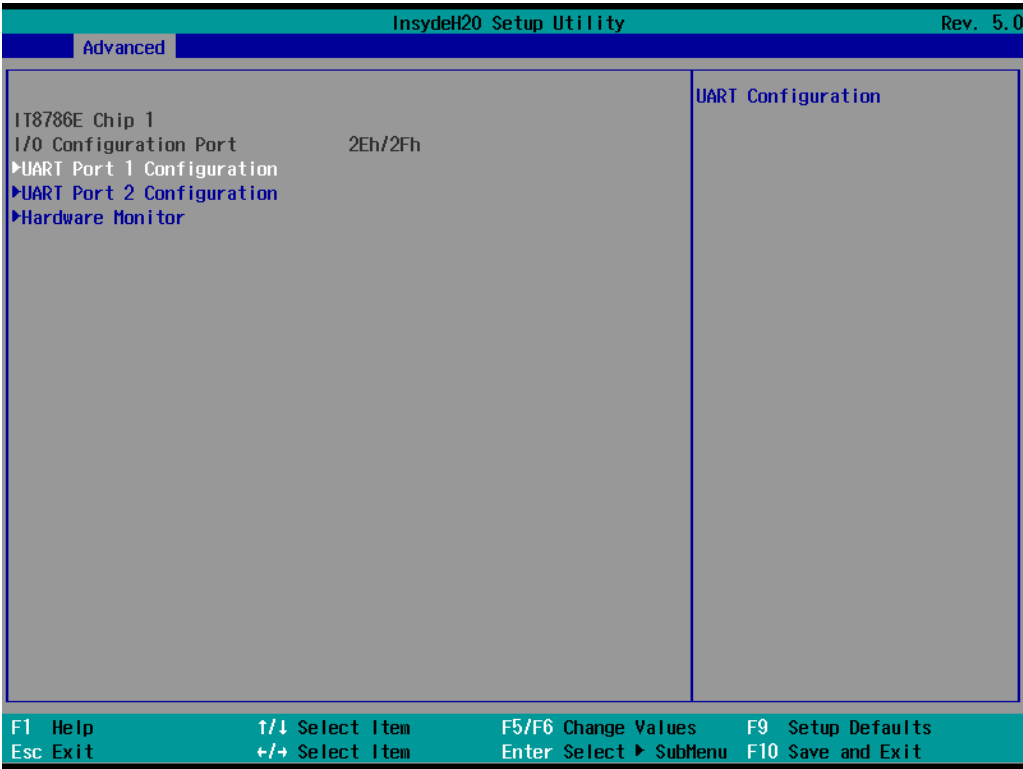 InsydeH20 Setup Utility Rev. 5.0
Advanced
UART Configuration
IT8786E Chip 1
I/O Configuration Port 2Eh/2Fh
▶UART Port 1 Configuration
▶UART Port 2 Configuration
▶Hardware Monitor
F1 Help ↑/↓ Select Item F5/F6 Change Values F9 Setup Defaults
Esc Exit ←/→ Select Item Enter Select ▶ SubMenu F10 Save and Exit